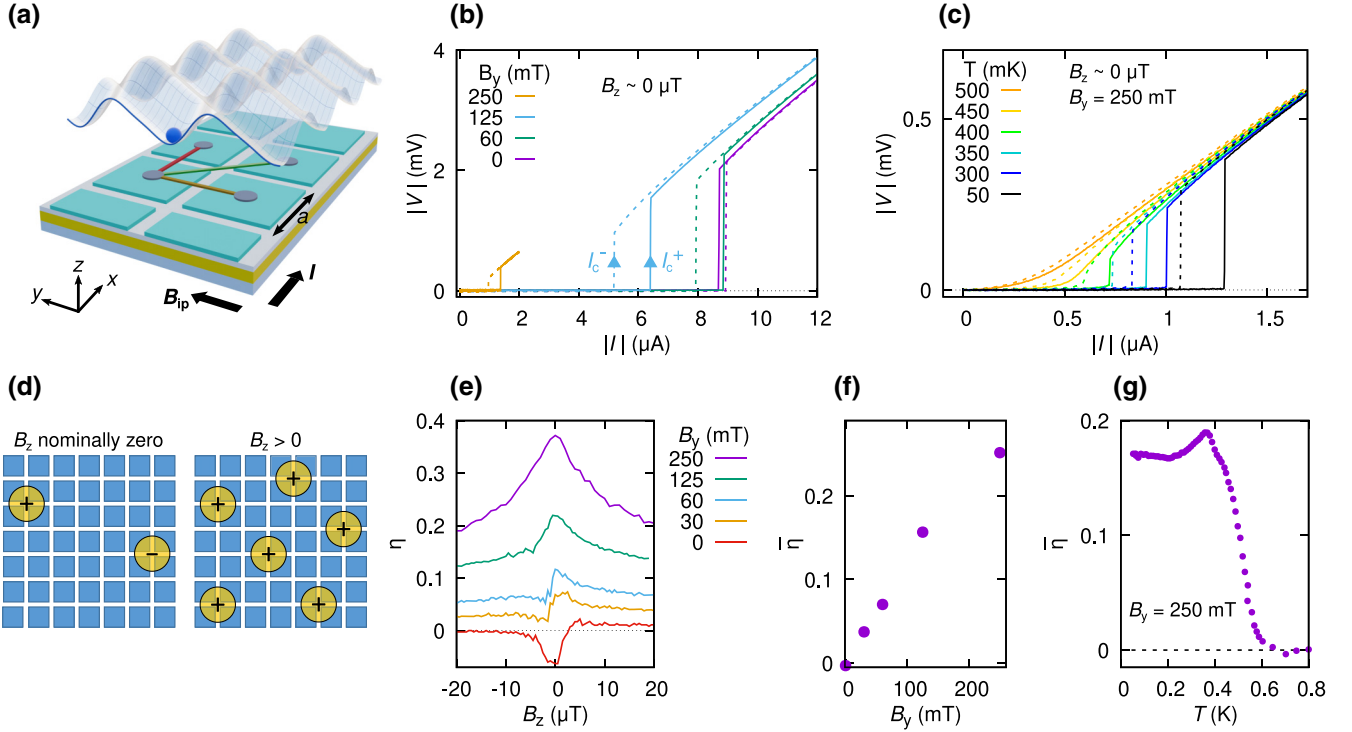 (a)
a
z
x
y
B_ip
I
(b)
4
2
0
|V| (mV)
B_y (mT)
250
125
60
0
B_z ~ 0 µT
I_c^-
I_c^+
0 2 4 6 8 10 12
|I| (µA)
(c)
0.5
0
|V| (mV)
T (mK)
500
450
400
350
300
50
B_z ~ 0 µT
B_y = 250 mT
0 0.5 1 1.5
|I| (µA)
(d)
B_z nominally zero
+
−
B_z > 0
+
+
+
+
+
+
(e)
0.4
0.3
0.2
0.1
0
η
-20 -10 0 10 20
B_z (µT)
B_y (mT)
250
125
60
30
0
(f)
0.2
0.1
0
η̅
0 100 200
B_y (mT)
(g)
0.2
0.1
0
η̅
B_y = 250 mT
0 0.2 0.4 0.6 0.8
T (K)